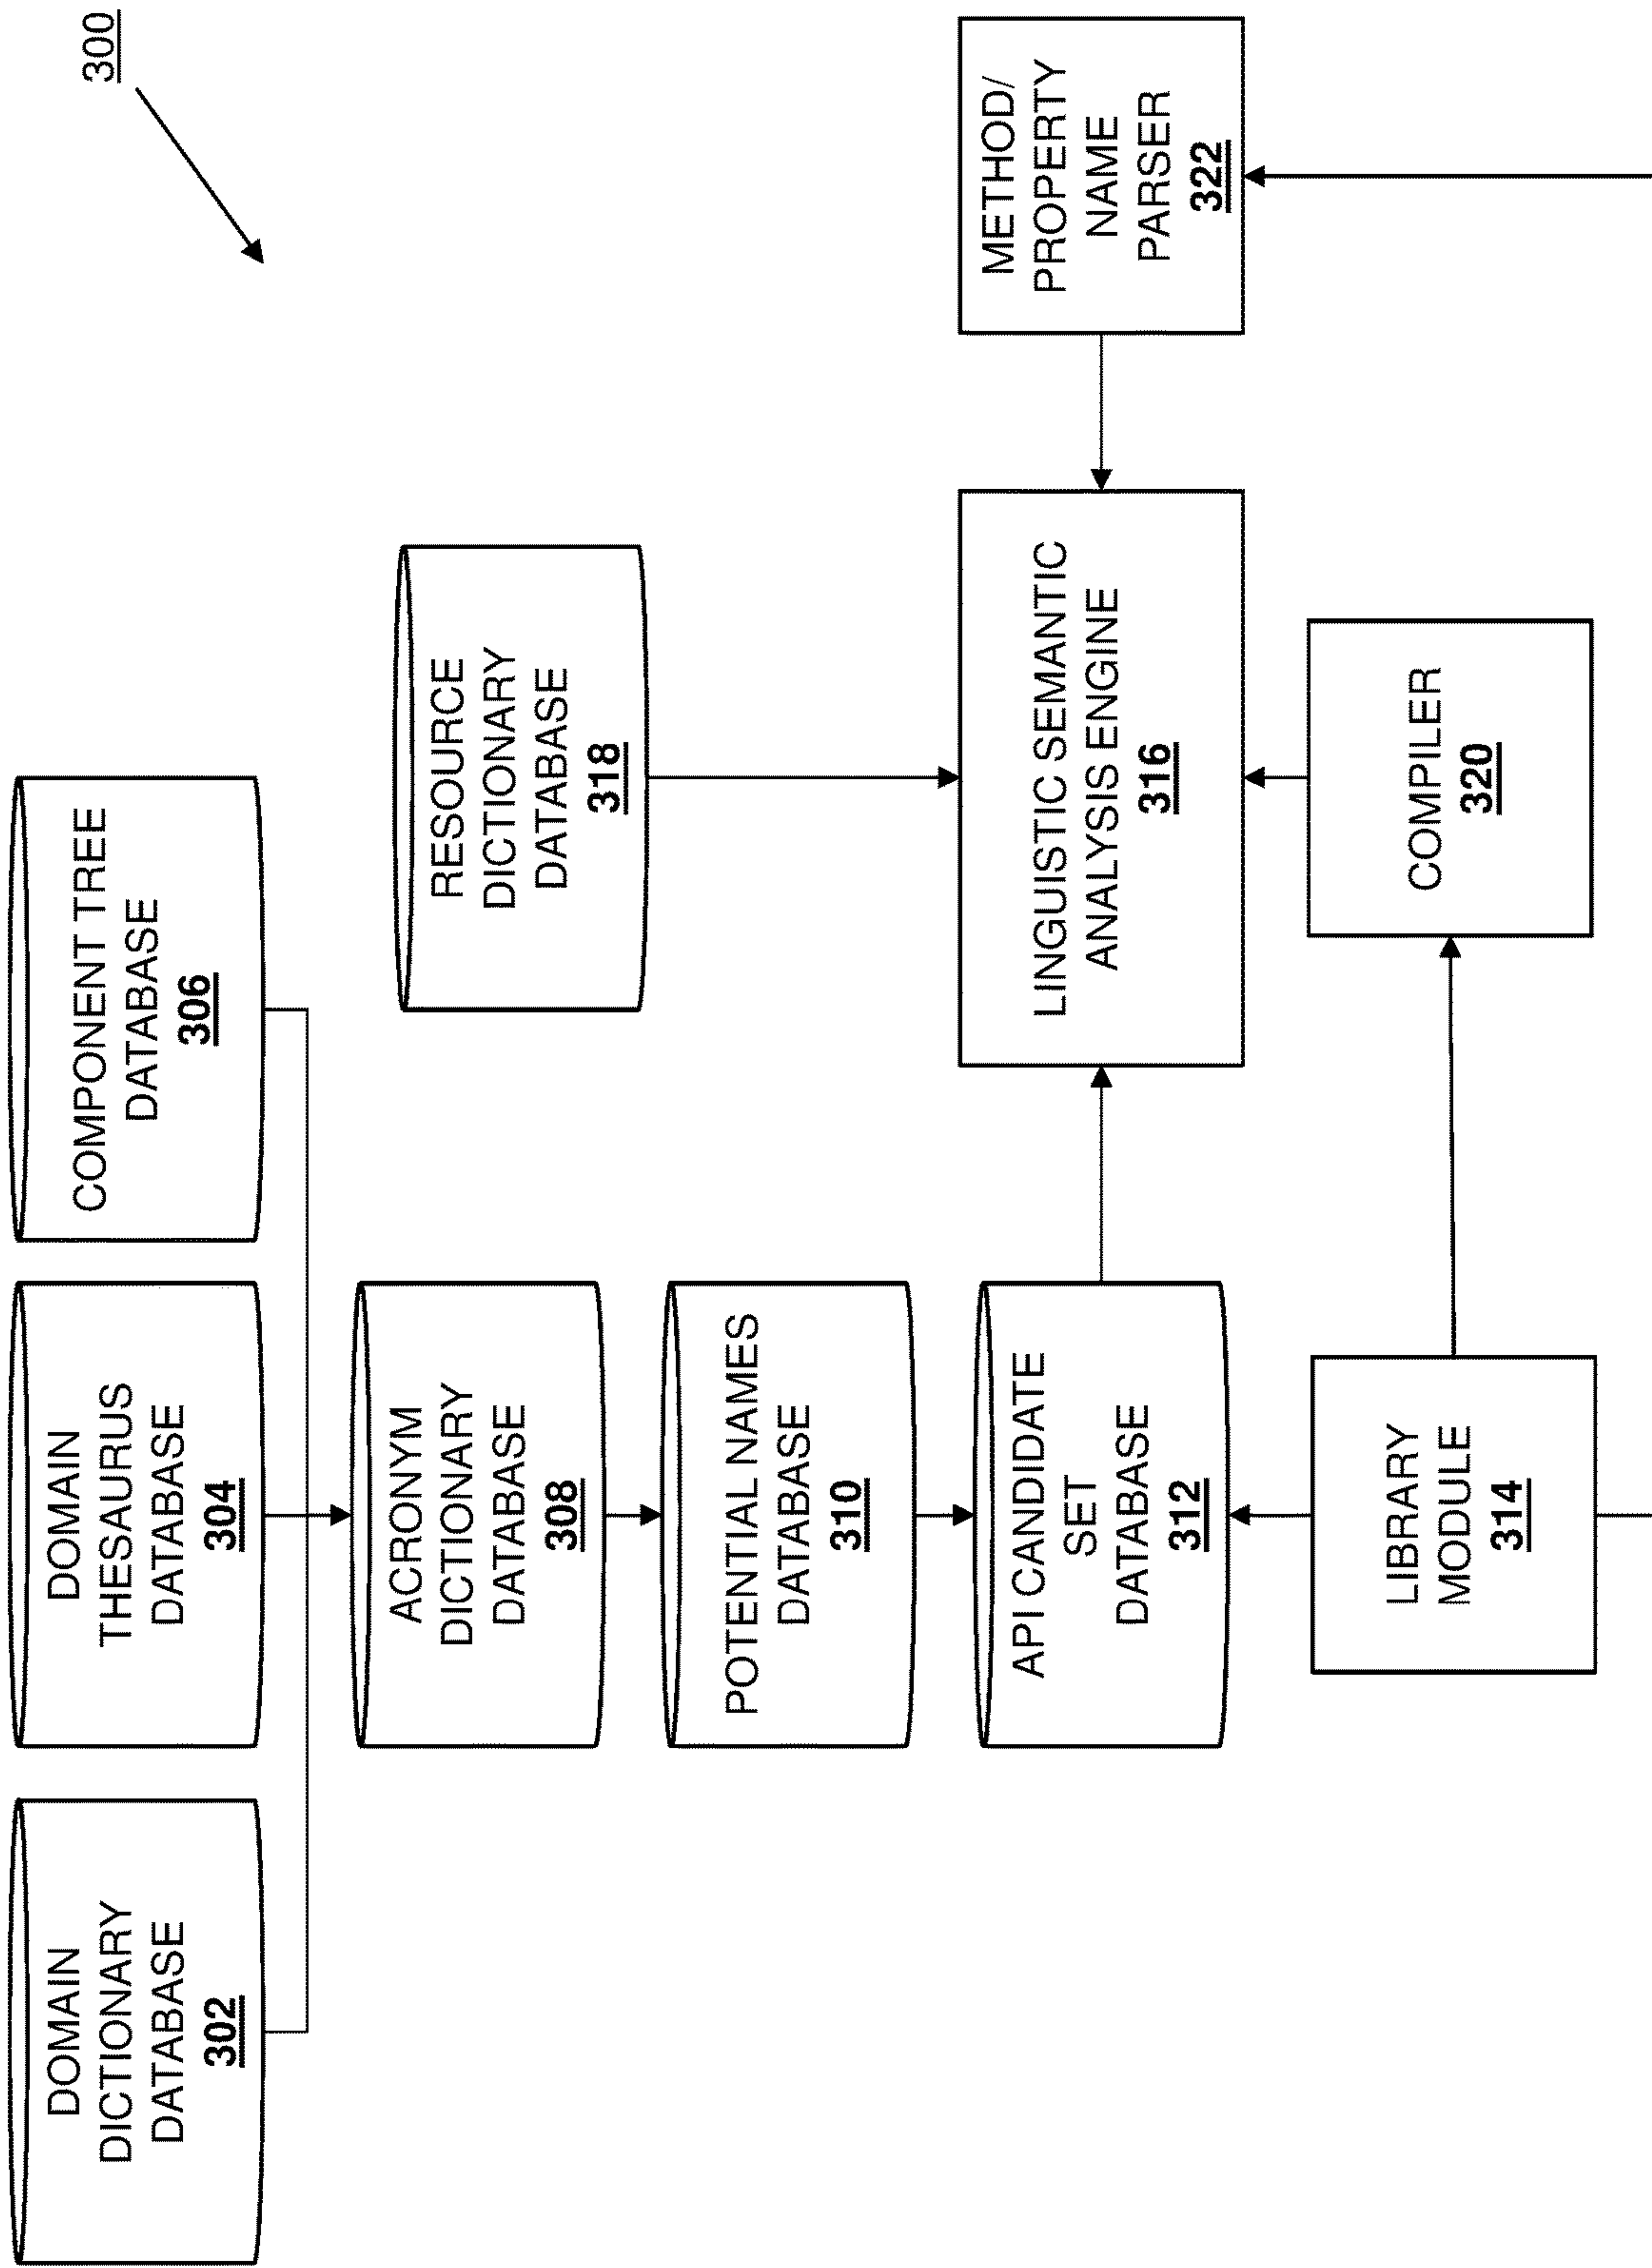 300
DOMAIN
DICTIONARY
DATABASE
302
DOMAIN
THESAURUS
DATABASE
304
COMPONENT TREE
DATABASE
306
ACRONYM
DICTIONARY
DATABASE
308
RESOURCE
DICTIONARY
DATABASE
318
POTENTIAL NAMES
DATABASE
310
API CANDIDATE
SET
DATABASE
312
LINGUISTIC SEMANTIC
ANALYSIS ENGINE
316
METHOD/
PROPERTY
NAME
PARSER
322
LIBRARY
MODULE
314
COMPILER
320